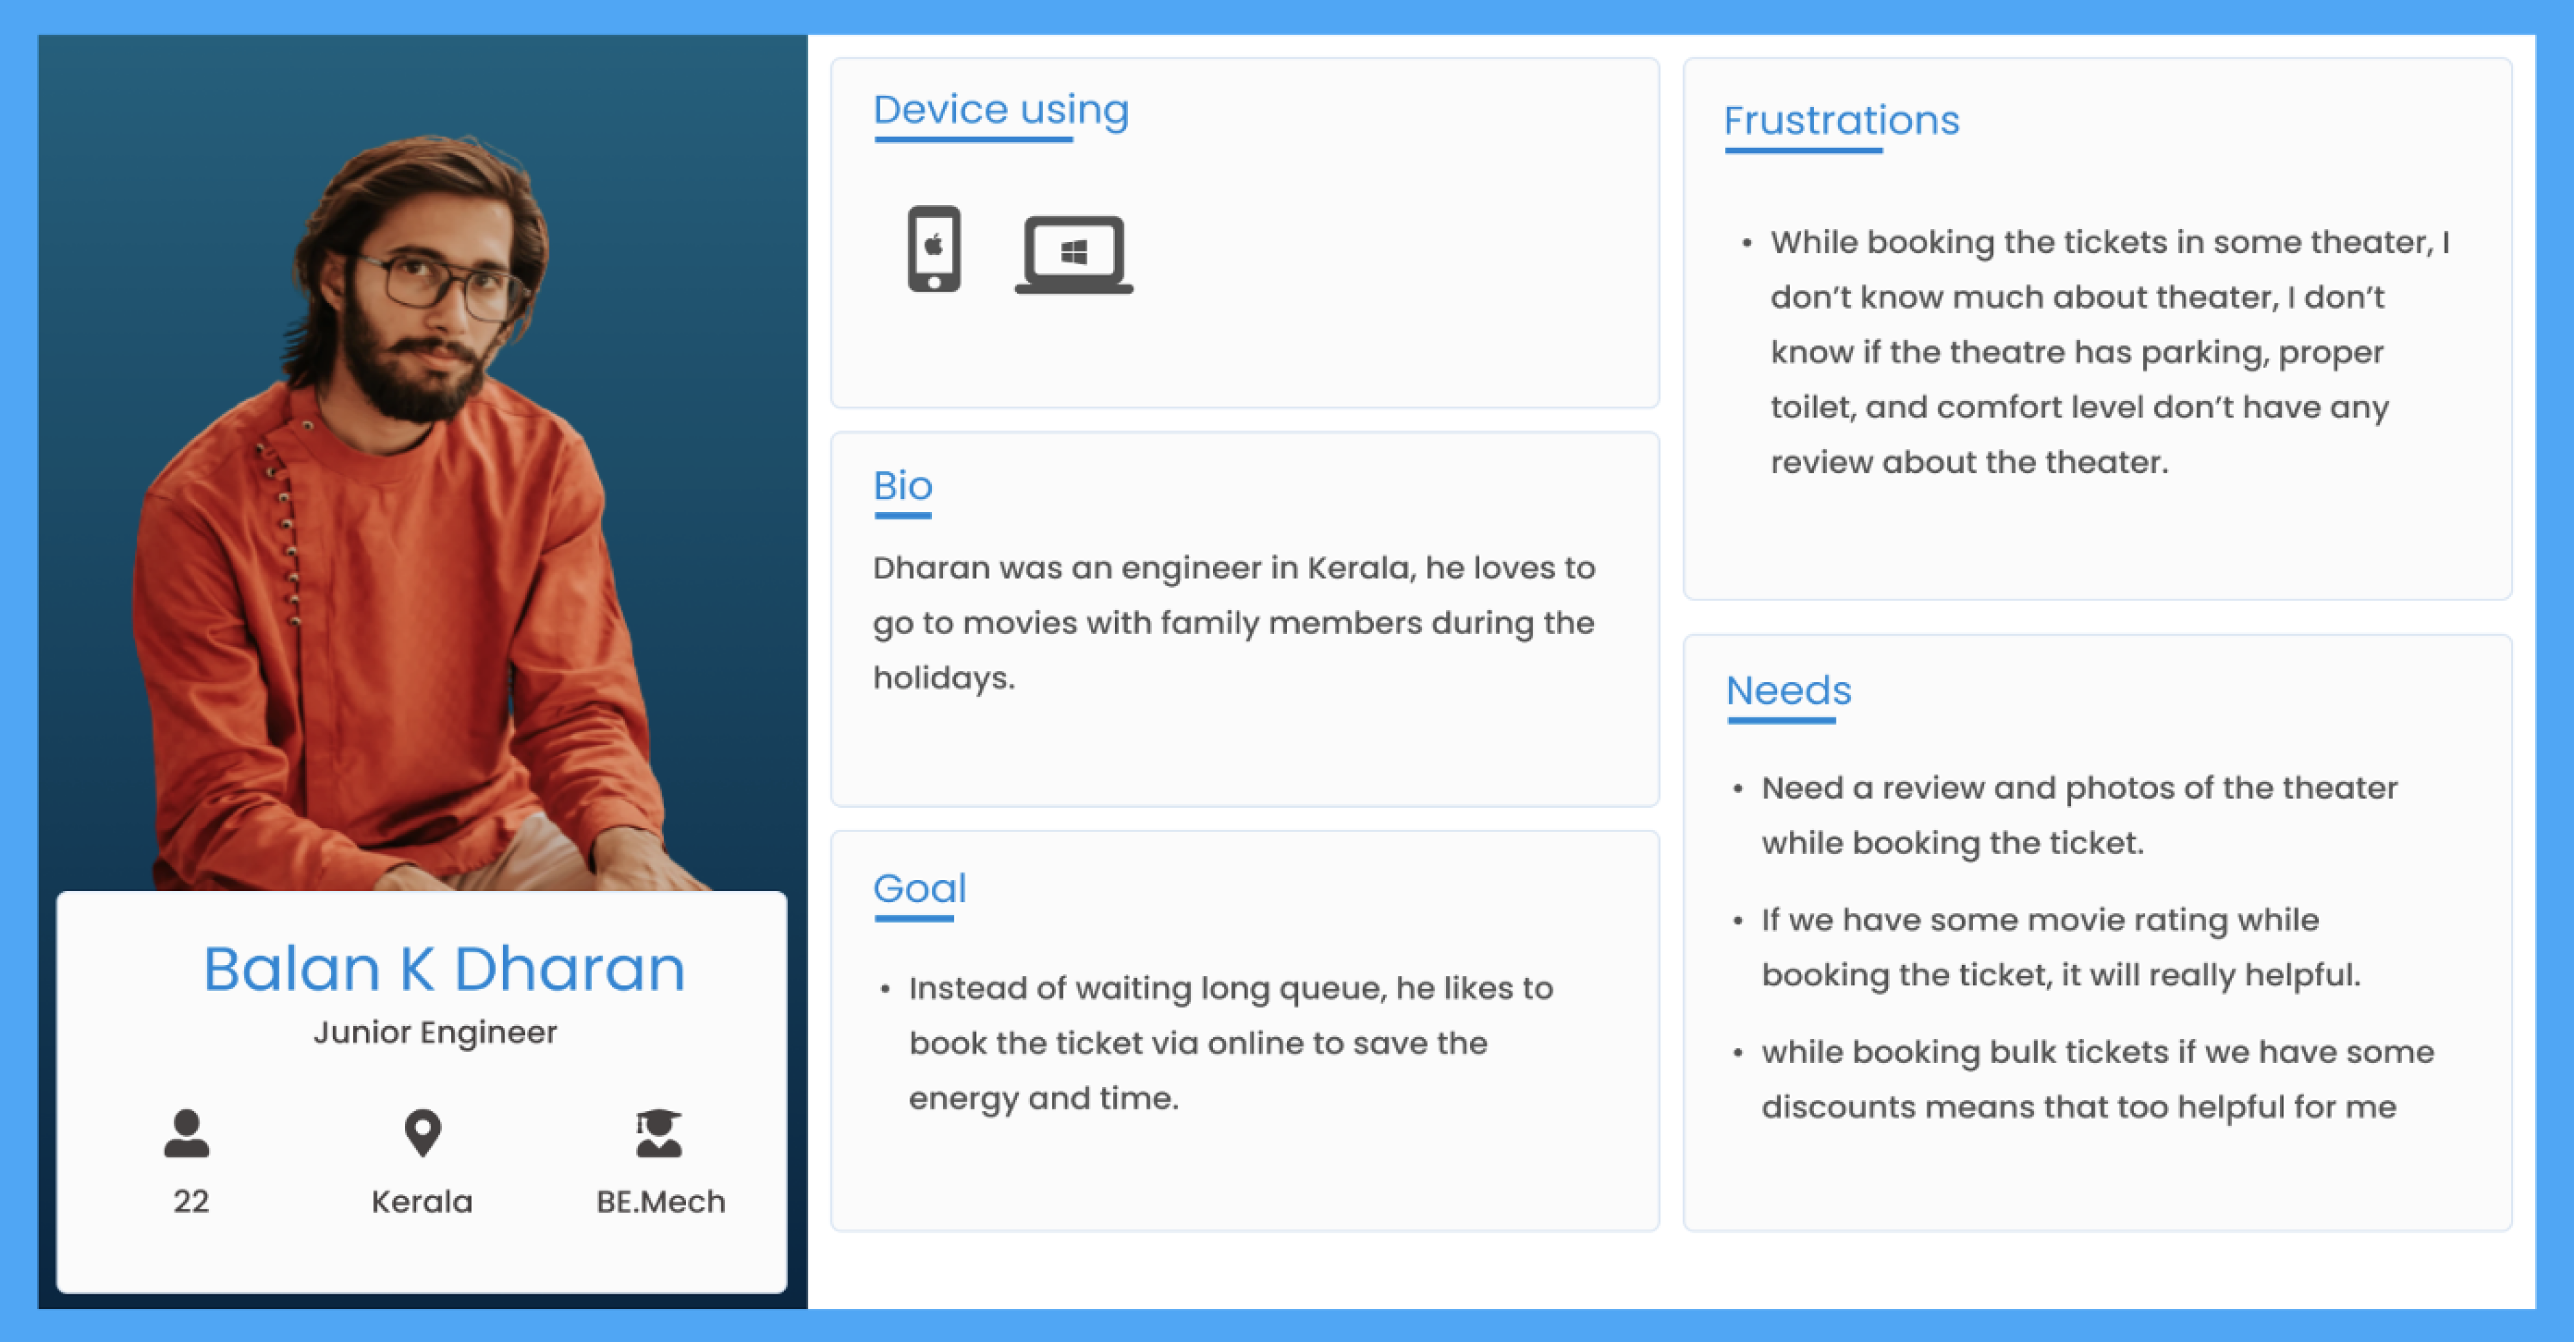 Balan K Dharan
Junior Engineer
22
Kerala
BE.Mech
Device using
Bio
Dharan was an engineer in Kerala, he loves to
go to movies with family members during the
holidays.
Goal
• Instead of waiting long queue, he likes to
book the ticket via online to save the
energy and time.
Frustrations
• While booking the tickets in some theater, I
don’t know much about theater, I don’t
know if the theatre has parking, proper
toilet, and comfort level don’t have any
review about the theater.
Needs
• Need a review and photos of the theater
while booking the ticket.
• If we have some movie rating while
booking the ticket, it will really helpful.
• while booking bulk tickets if we have some
discounts means that too helpful for me